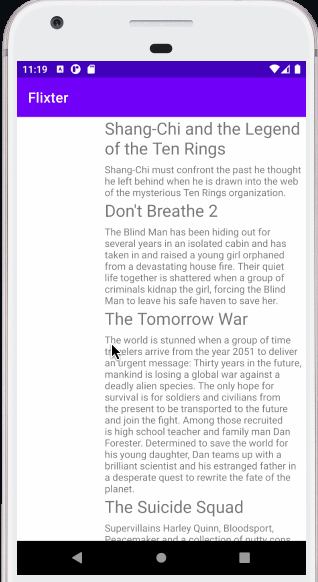 11:19
Flixter
Shang-Chi and the Legend
of the Ten Rings
Shang-Chi must confront the past he thought
he left behind when he is drawn into the web
of the mysterious Ten Rings organization.
Don't Breathe 2
The Blind Man has been hiding out for
several years in an isolated cabin and has
taken in and raised a young girl orphaned
from a devastating house fire. Their quiet
life together is shattered when a group of
criminals kidnap the girl, forcing the Blind
Man to leave his safe haven to save her.
The Tomorrow War
The world is stunned when a group of time
travelers arrive from the year 2051 to deliver
an urgent message: Thirty years in the future,
mankind is losing a global war against a
deadly alien species. The only hope for
survival is for soldiers and civilians from
the present to be transported to the future
and join the fight. Among those recruited
is high school teacher and family man Dan
Forester. Determined to save the world for
his young daughter, Dan teams up with a
brilliant scientist and his estranged father in
a desperate quest to rewrite the fate of the
planet.
The Suicide Squad
Supervillains Harley Quinn, Bloodsport,
Peacemaker and a collection of nutty cons